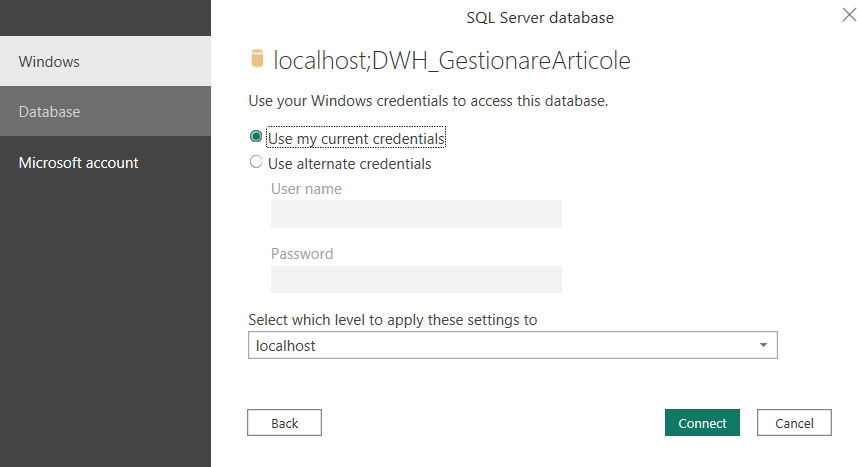 SQL Server database
Windows
Database
Microsoft account
localhost;DWH_GestionareArticole
Use your Windows credentials to access this database.
Use my current credentials
Use alternate credentials
User name
Password
Select which level to apply these settings to
localhost
Back
Connect
Cancel